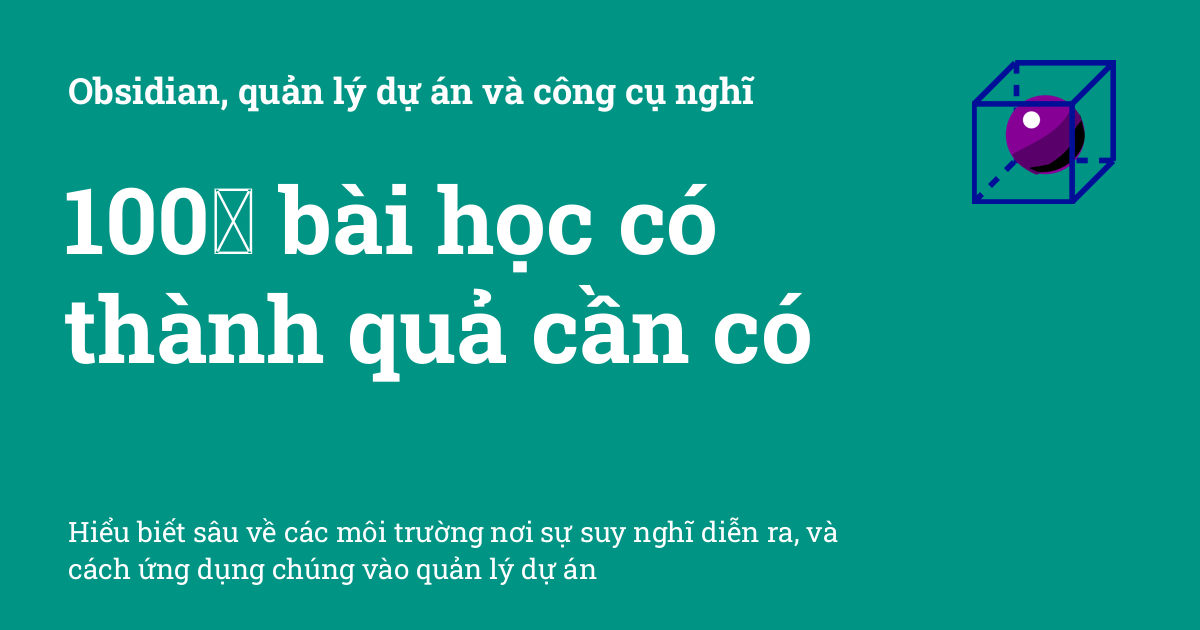 Obsidian, quản lý dự án và công cụ nghĩ
100 bài học có
thành quả cần có
Hiểu biết sâu về các môi trường nơi sự suy nghĩ diễn ra, và
cách ứng dụng chúng vào quản lý dự án